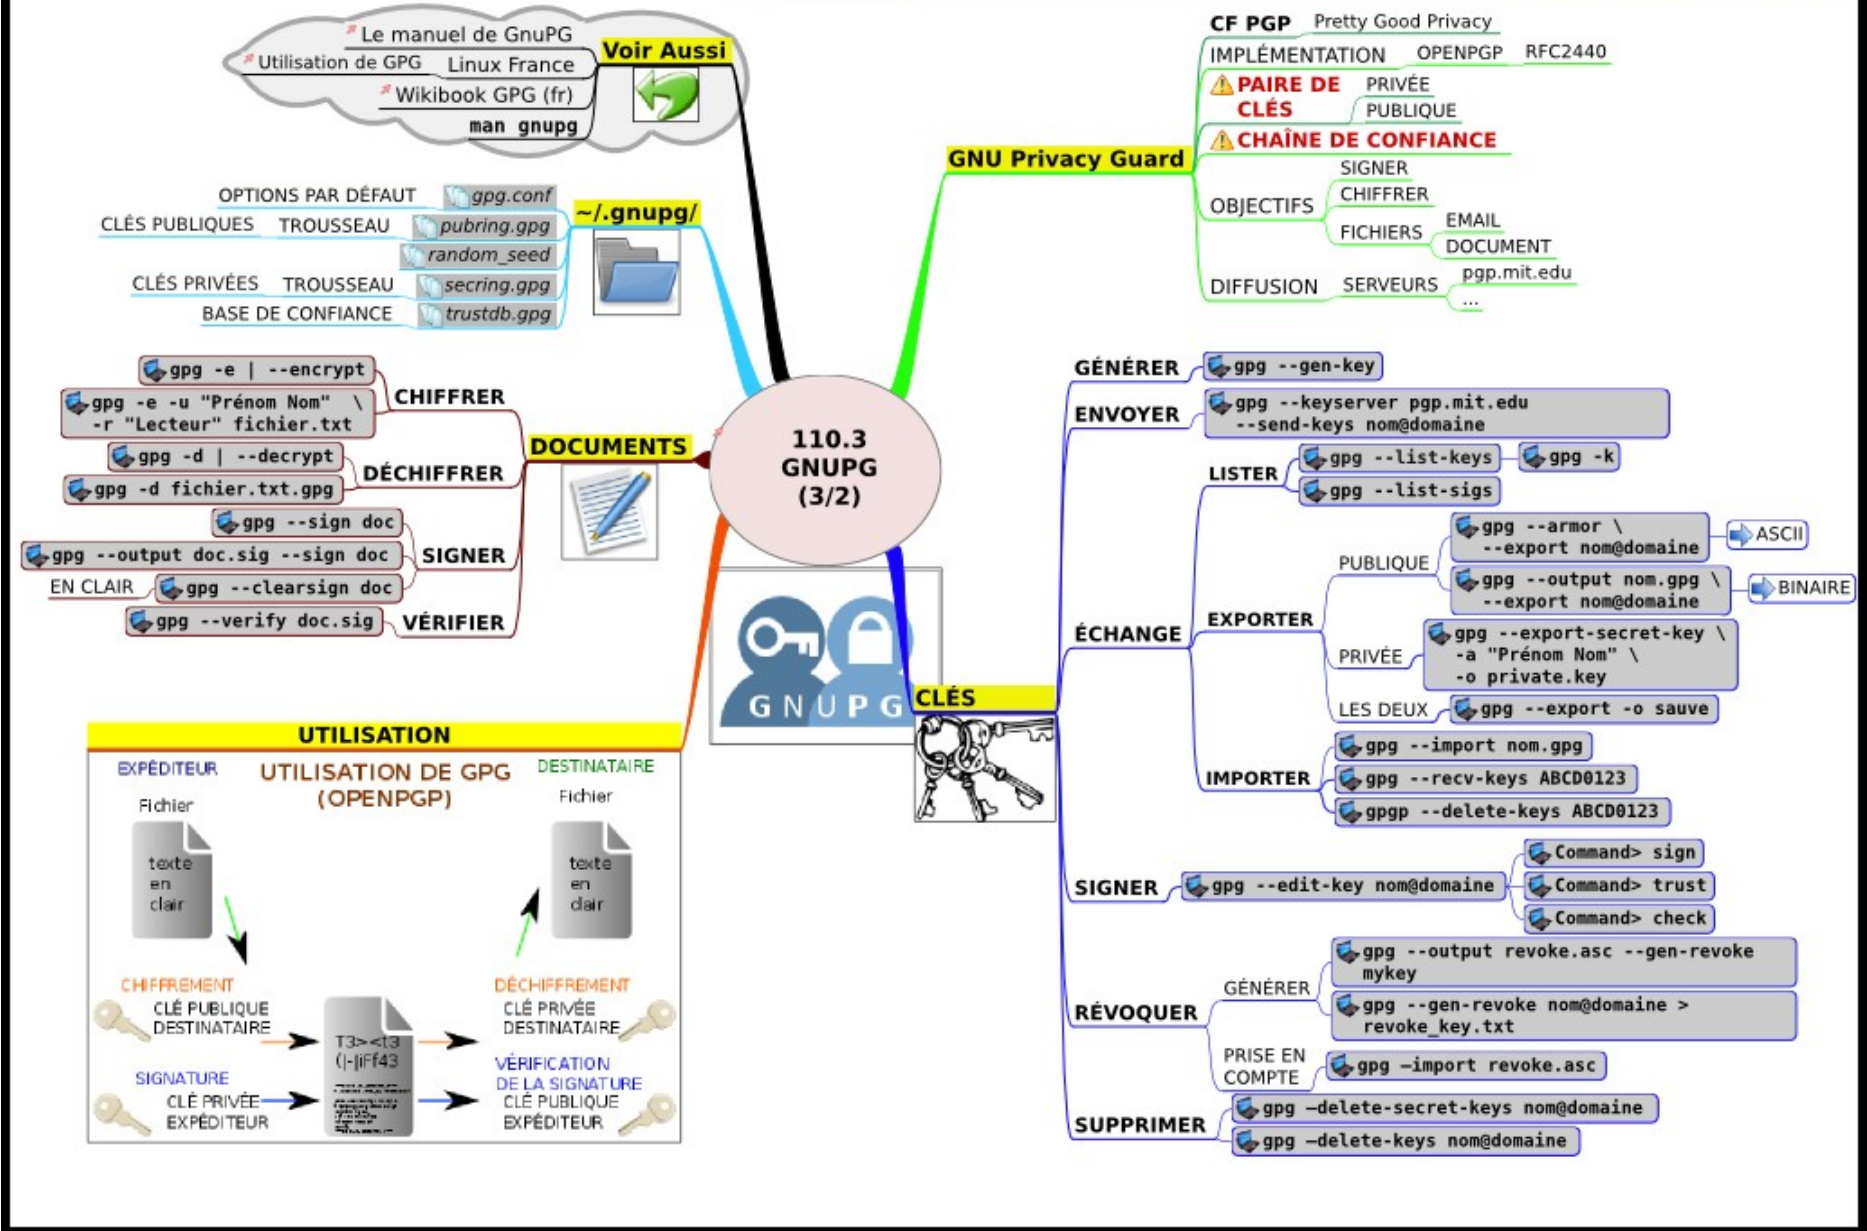 Le manuel de GnuPG
Utilisation de GPG Linux France
Wikibook GPG (fr)
man gnupg
Voir Aussi
OPTIONS PAR DÉFAUT gpg.conf
CLÉS PUBLIQUES TROUSSEAU pubring.gpg
random_seed
CLÉS PRIVÉES TROUSSEAU secring.gpg
BASE DE CONFIANCE trustdb.gpg
~/.gnupg/
gpg -e | --encrypt
gpg -e -u "Prénom Nom" \
-r "Lecteur" fichier.txt
CHIFFRER
gpg -d | --decrypt
gpg -d fichier.txt.gpg
DÉCHIFFRER
gpg --sign doc
gpg --output doc.sig --sign doc
EN CLAIR gpg --clearsign doc
SIGNER
gpg --verify doc.sig
VÉRIFIER
DOCUMENTS
110.3
GNUPG
(3/2)
GNUPG
UTILISATION
EXPÉDITEUR
UTILISATION DE GPG
(OPENPGP)
DESTINATAIRE
Fichier
Fichier
texte
en
clair
texte
en
clair
CHIFFREMENT
CLÉ PUBLIQUE
DESTINATAIRE
DÉCHIFFREMENT
CLÉ PRIVÉE
DESTINATAIRE
T3><t3
(|-|iFf43
SIGNATURE
CLÉ PRIVÉE
EXPÉDITEUR
VÉRIFICATION
DE LA SIGNATURE
CLÉ PUBLIQUE
EXPÉDITEUR
GNU Privacy Guard
CF PGP Pretty Good Privacy
IMPLÉMENTATION OPENPGP RFC2440
PAIRE DE
CLÉS
PRIVÉE
PUBLIQUE
CHAÎNE DE CONFIANCE
OBJECTIFS
SIGNER
CHIFFRER
FICHIERS
EMAIL
DOCUMENT
DIFFUSION SERVEURS
pgp.mit.edu
...
CLÉS
GÉNÉRER gpg --gen-key
ENVOYER
gpg --keyserver pgp.mit.edu
--send-keys nom@domaine
ÉCHANGE
LISTER
gpg --list-keys gpg -k
gpg --list-sigs
EXPORTER
PUBLIQUE
gpg --armor \
--export nom@domaine
ASCII
gpg --output nom.gpg \
--export nom@domaine
BINAIRE
PRIVÉE
gpg --export-secret-key \
-a "Prénom Nom" \
-o private.key
LES DEUX gpg --export -o sauve
IMPORTER
gpg --import nom.gpg
gpg --recv-keys ABCD0123
gpgp --delete-keys ABCD0123
SIGNER gpg --edit-key nom@domaine
Command> sign
Command> trust
Command> check
RÉVOQUER
GÉNÉRER
gpg --output revoke.asc --gen-revoke
mykey
gpg --gen-revoke nom@domaine >
revoke_key.txt
PRISE EN
COMPTE
gpg —import revoke.asc
SUPPRIMER
gpg —delete-secret-keys nom@domaine
gpg —delete-keys nom@domaine